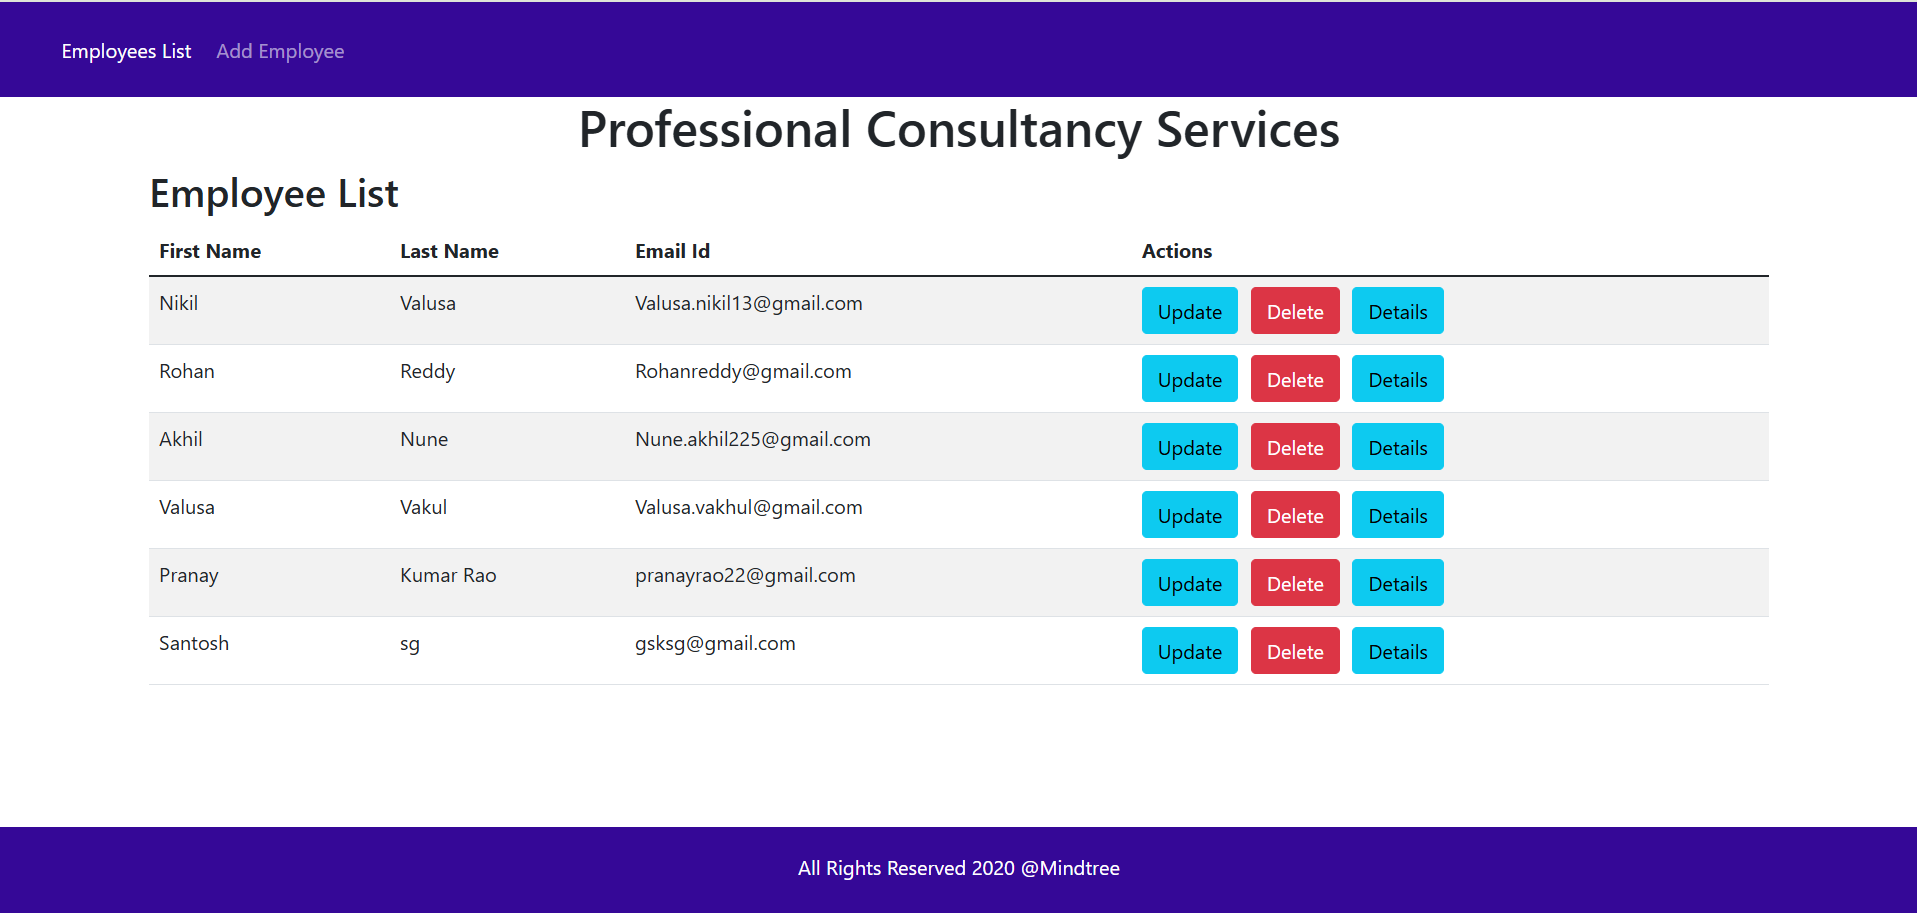 Employees List Add Employee
Professional Consultancy Services
Employee List
First Name Last Name Email Id Actions
Nikil Valusa Valusa.nikil13@gmail.com Update Delete Details
Rohan Reddy Rohanreddy@gmail.com Update Delete Details
Akhil Nune Nune.akhil225@gmail.com Update Delete Details
Valusa Vakul Valusa.vakhul@gmail.com Update Delete Details
Pranay Kumar Rao pranayrao22@gmail.com Update Delete Details
Santosh sg gsksg@gmail.com Update Delete Details
All Rights Reserved 2020 @Mindtree